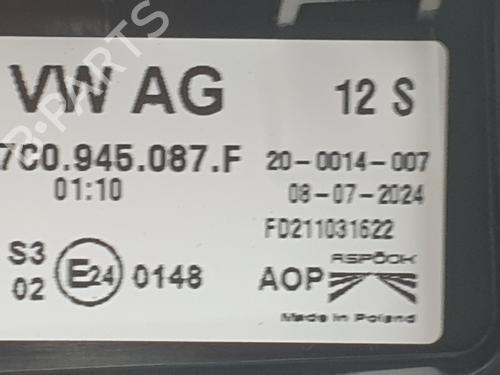 VW AG 12 S
7C0.945.087.F 20-0014-007
01:10 08-07-2024
FD211031622
S3
02 E24 0148
ASPÖCK
AOP
Made in Poland